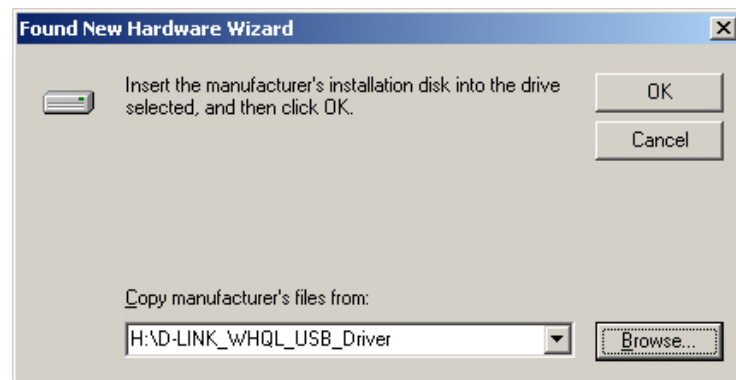 Found New Hardware Wizard
Insert the manufacturer's installation disk into the drive
selected, and then click OK.
OK
Cancel
Copy manufacturer's files from:
H:\D-LINK_WHQL_USB_Driver
Browse...